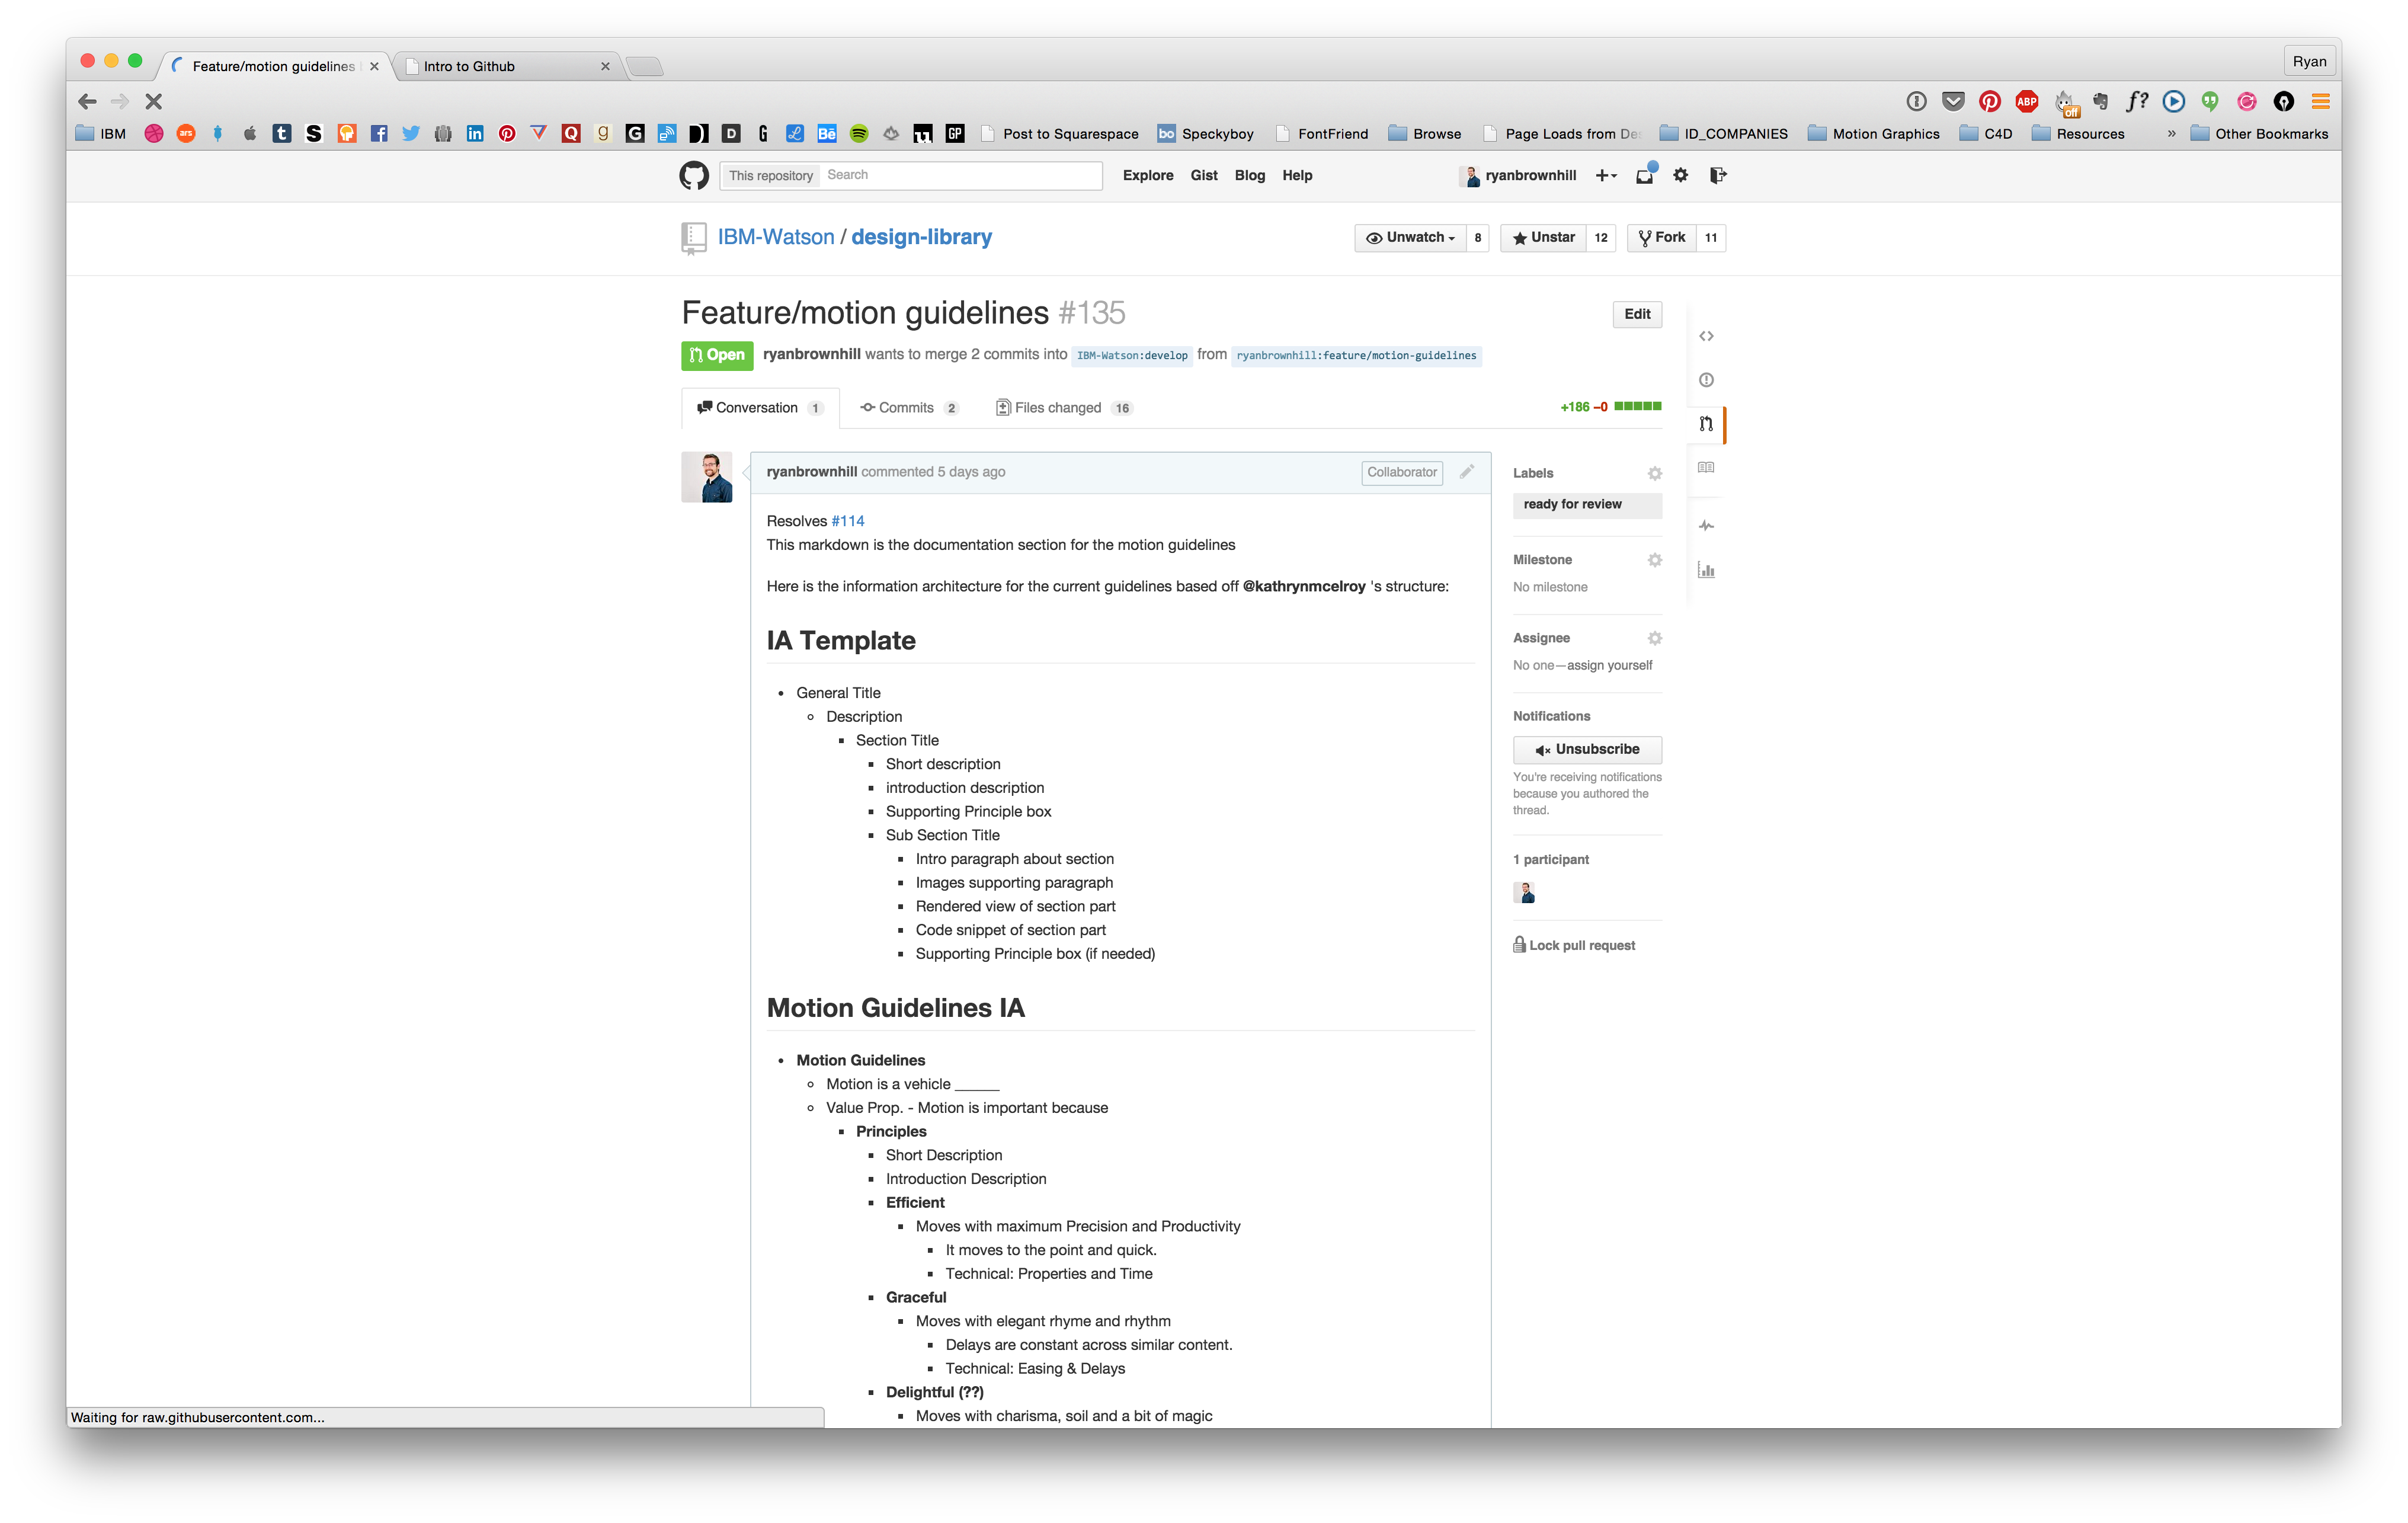 Feature/motion guidelines
Intro to Github
Ryan
ABP
off
f?
IBM
ars
t
S
f
in
Q
g
G
D
G
Bē
GP
Post to Squarespace
bo Speckyboy
FontFriend
Browse
Page Loads from De
ID_COMPANIES
Motion Graphics
C4D
Resources
»
Other Bookmarks
This repository Search
Explore Gist Blog Help
ryanbrownhill
IBM-Watson / design-library
Unwatch 8
Unstar 12
Fork 11
Feature/motion guidelines #135
Edit
Open ryanbrownhill wants to merge 2 commits into IBM-Watson:develop from ryanbrownhill:feature/motion-guidelines
Conversation 1
Commits 2
Files changed 16
+186 −0
ryanbrownhill commented 5 days ago
Collaborator
Resolves #114
This markdown is the documentation section for the motion guidelines
Here is the information architecture for the current guidelines based off @kathrynmcelroy 's structure:
IA Template
General Title
Description
Section Title
Short description
introduction description
Supporting Principle box
Sub Section Title
Intro paragraph about section
Images supporting paragraph
Rendered view of section part
Code snippet of section part
Supporting Principle box (if needed)
Motion Guidelines IA
Motion Guidelines
Motion is a vehicle ______
Value Prop. - Motion is important because
Principles
Short Description
Introduction Description
Efficient
Moves with maximum Precision and Productivity
It moves to the point and quick.
Technical: Properties and Time
Graceful
Moves with elegant rhyme and rhythm
Delays are constant across similar content.
Technical: Easing & Delays
Delightful (??)
Moves with charisma, soil and a bit of magic
Labels
ready for review
Milestone
No milestone
Assignee
No one—assign yourself
Notifications
Unsubscribe
You're receiving notifications
because you authored the
thread.
1 participant
Lock pull request
Waiting for raw.githubusercontent.com...